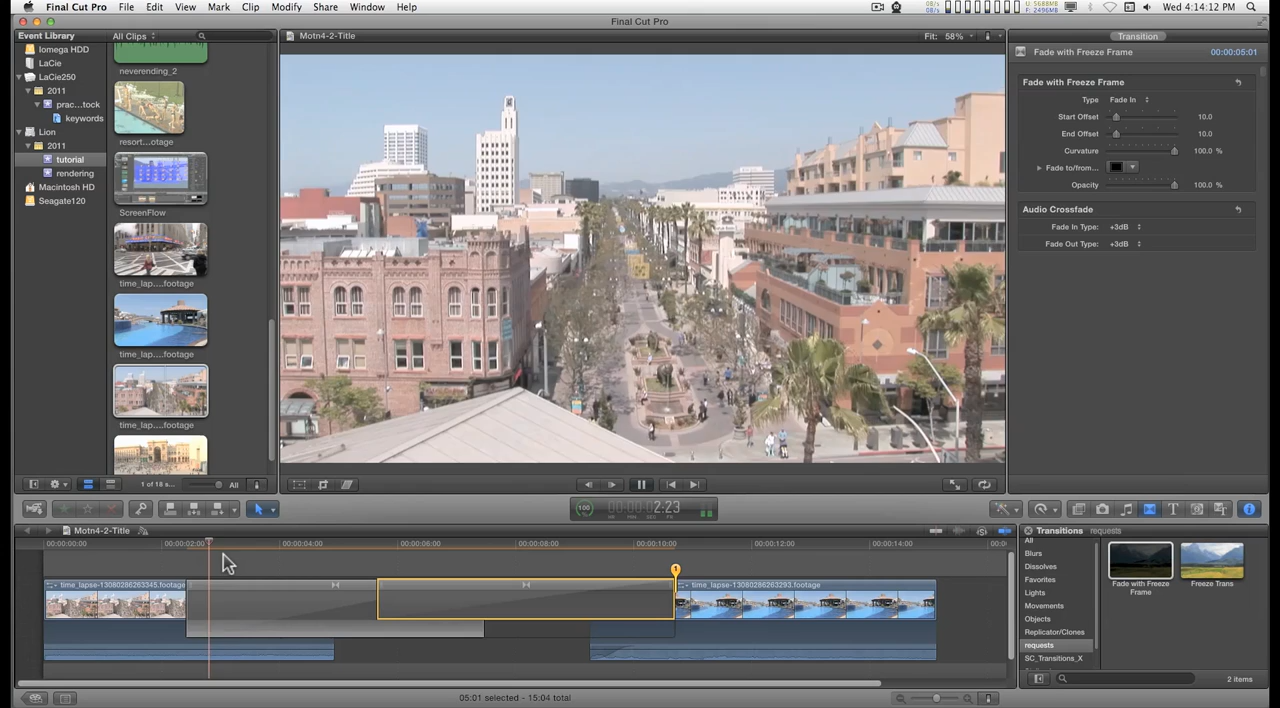 Final Cut Pro File Edit View Mark Clip Modify Share Window Help
Wed 4:14:12 PM
Final Cut Pro
Event Library
All Clips
Motn4-2-Title
Fit: 58%
Transition
Iomega HDD
LaCie
LaCie250
2011
prac...tock
keywords
Lion
2011
tutorial
rendering
Macintosh HD
Seagate120
neverending_2
resort...otage
ScreenFlow
time_lap....footage
time_lap....footage
time_lap....footage
Fade with Freeze Frame
00:00:05:01
Fade with Freeze Frame
Type Fade In
Start Offset 10.0
End Offset 10.0
Curvature 100.0 %
Fade to/from...
Opacity 100.0 %
Audio Crossfade
Fade In Type: +3dB
Fade Out Type: +3dB
1 of 18 s...
All
100
2:23
Motn4-2-Title
00:00:00:00
00:00:02:00
00:00:04:00
00:00:06:00
00:00:08:00
00:00:10:00
00:00:12:00
00:00:14:00
1
time_lapse-13080286263345.footage
time_lapse-13080286263293.footage
Transitions requests
All
Blurs
Dissolves
Favorites
Lights
Movements
Objects
Replicator/Clones
requests
SC_Transitions_X
Fade with Freeze
Frame
Freeze Trans
2 items
05:01 selected - 15:04 total